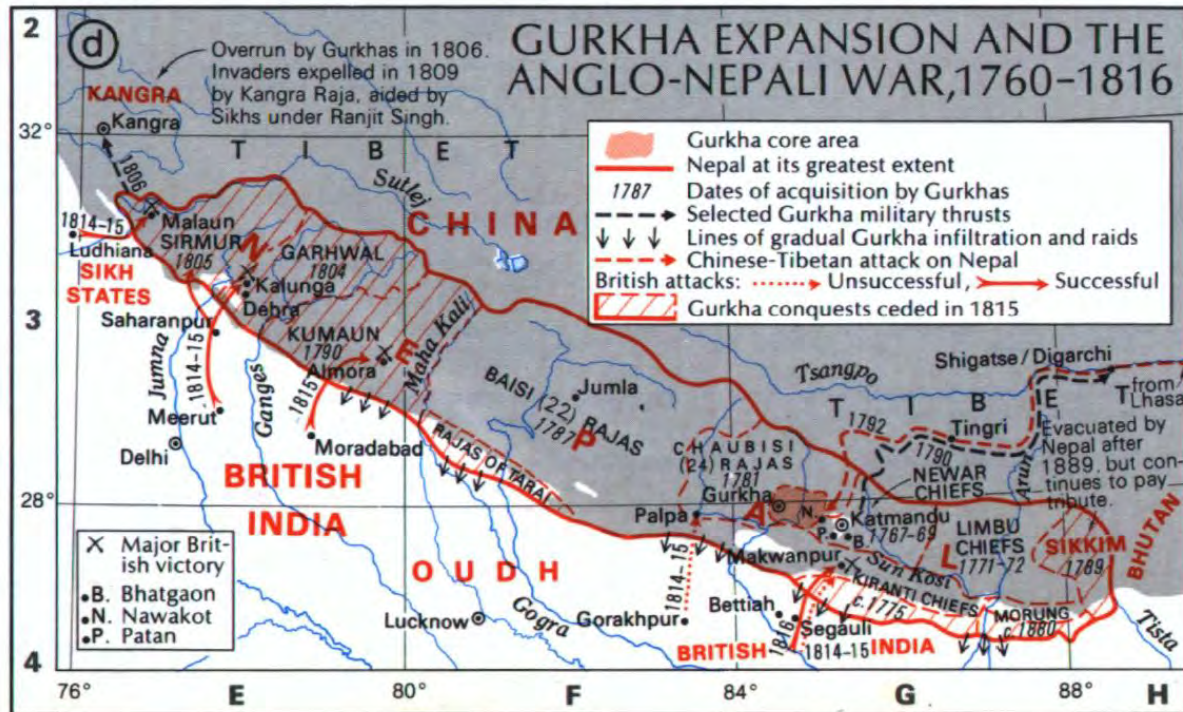 2
d
GURKHA EXPANSION AND THE
ANGLO-NEPALI WAR, 1760–1816
Overrun by Gurkhas in 1806.
Invaders expelled in 1809
by Kangra Raja, aided by
Sikhs under Ranjit Singh.
KANGRA
Kangra
32°
Gurkha core area
Nepal at its greatest extent
1787 Dates of acquisition by Gurkhas
Selected Gurkha military thrusts
Lines of gradual Gurkha infiltration and raids
Chinese-Tibetan attack on Nepal
British attacks: Unsuccessful, Successful
Gurkha conquests ceded in 1815
TIBET
Sutlej
CHINA
1806
1814-15
Ludhiana
Malaun
SIRMUR
1805
N
GARHWAL
1804
SIKH
STATES
Kalunga
Debra
3
Saharanpur
KUMAUN
1790
Almora
E
Maha Kali
Jumna
1814-15
Ganges
1815
Meerut
Moradabad
Delhi
BRITISH
INDIA
BAISI (22) RAJAS
1787
Jumla
P
RAJAS OF TARAI
Tsangpo
Shigatse/Digarchi
TIBET
from
Lhasa
1792
Tingri
1790
Arun
Evacuated by
Nepal after
1889. but con-
tinues to pay
tribute.
CHAUBISI
(24) RAJAS
1781
NEWAR
CHIEFS
28°
Gurkha
A
N.
Katmandu
P.
B.
1767-69
Palpa
LIMBU
CHIEFS
1771-72
L
SIKKIM
1789
BHUTAN
Makwanpur
Sun Kosi
KIRANTI CHIEFS
c. 1775
MORUNG
c. 1880
Major Brit-
ish victory
B. Bhatgaon
N. Nawakot
P. Patan
OUDH
Lucknow
Gogra
Gorakhpur
1814-15
Bettiah
1816
Segauli
1814-15
BRITISH INDIA
Tista
4
76°
E
80°
F
84°
G
88°
H